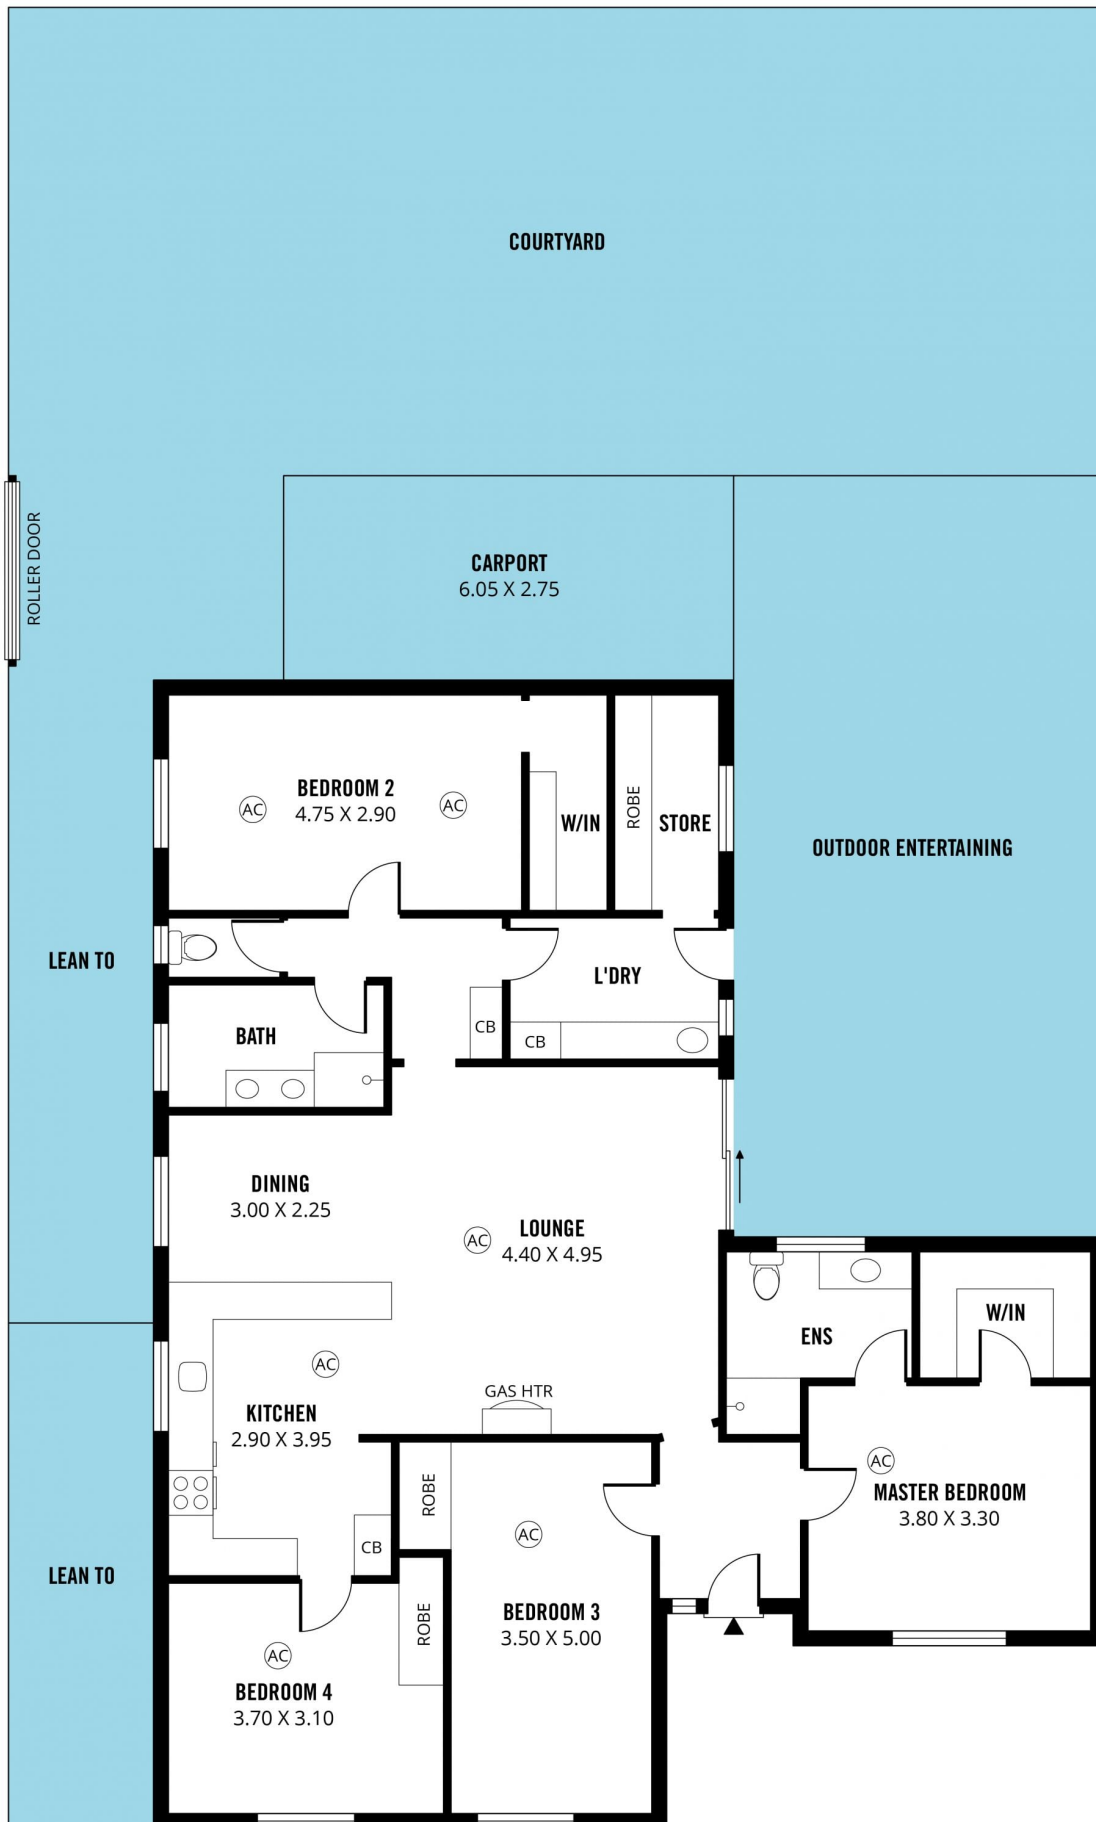 COURTYARD
ROLLER DOOR
CARPORT
6.05 X 2.75
BEDROOM 2
4.75 X 2.90
AC
AC
W/IN
ROBE
STORE
OUTDOOR ENTERTAINING
LEAN TO
L'DRY
BATH
CB
CB
DINING
3.00 X 2.25
LOUNGE
4.40 X 4.95
AC
ENS
W/IN
AC
KITCHEN
2.90 X 3.95
GAS HTR
AC
MASTER BEDROOM
3.80 X 3.30
ROBE
AC
CB
LEAN TO
BEDROOM 3
3.50 X 5.00
ROBE
AC
BEDROOM 4
3.70 X 3.10